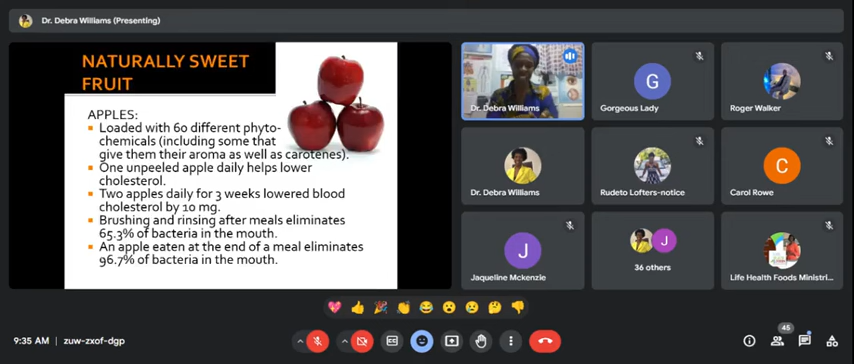 Dr. Debra Williams (Presenting)
NATURALLY SWEET
FRUIT
APPLES:
Loaded with 60 different phyto-
chemicals (including some that
give them their aroma as well as carotenes).
One unpeeled apple daily helps lower
cholesterol.
Two apples daily for 3 weeks lowered blood
cholesterol by 10 mg.
Brushing and rinsing after meals eliminates
65.3% of bacteria in the mouth.
An apple eaten at the end of a meal eliminates
96.7% of bacteria in the mouth.
Dr. Debra Williams
G
Gorgeous Lady
Roger Walker
Dr. Debra Williams
Rudeto Lofters-notice
C
Carol Rowe
J
Jaqueline Mckenzie
J
36 others
Life Health Foods Ministri...
9:35 AM | zuw-zxof-dgp
CC
45